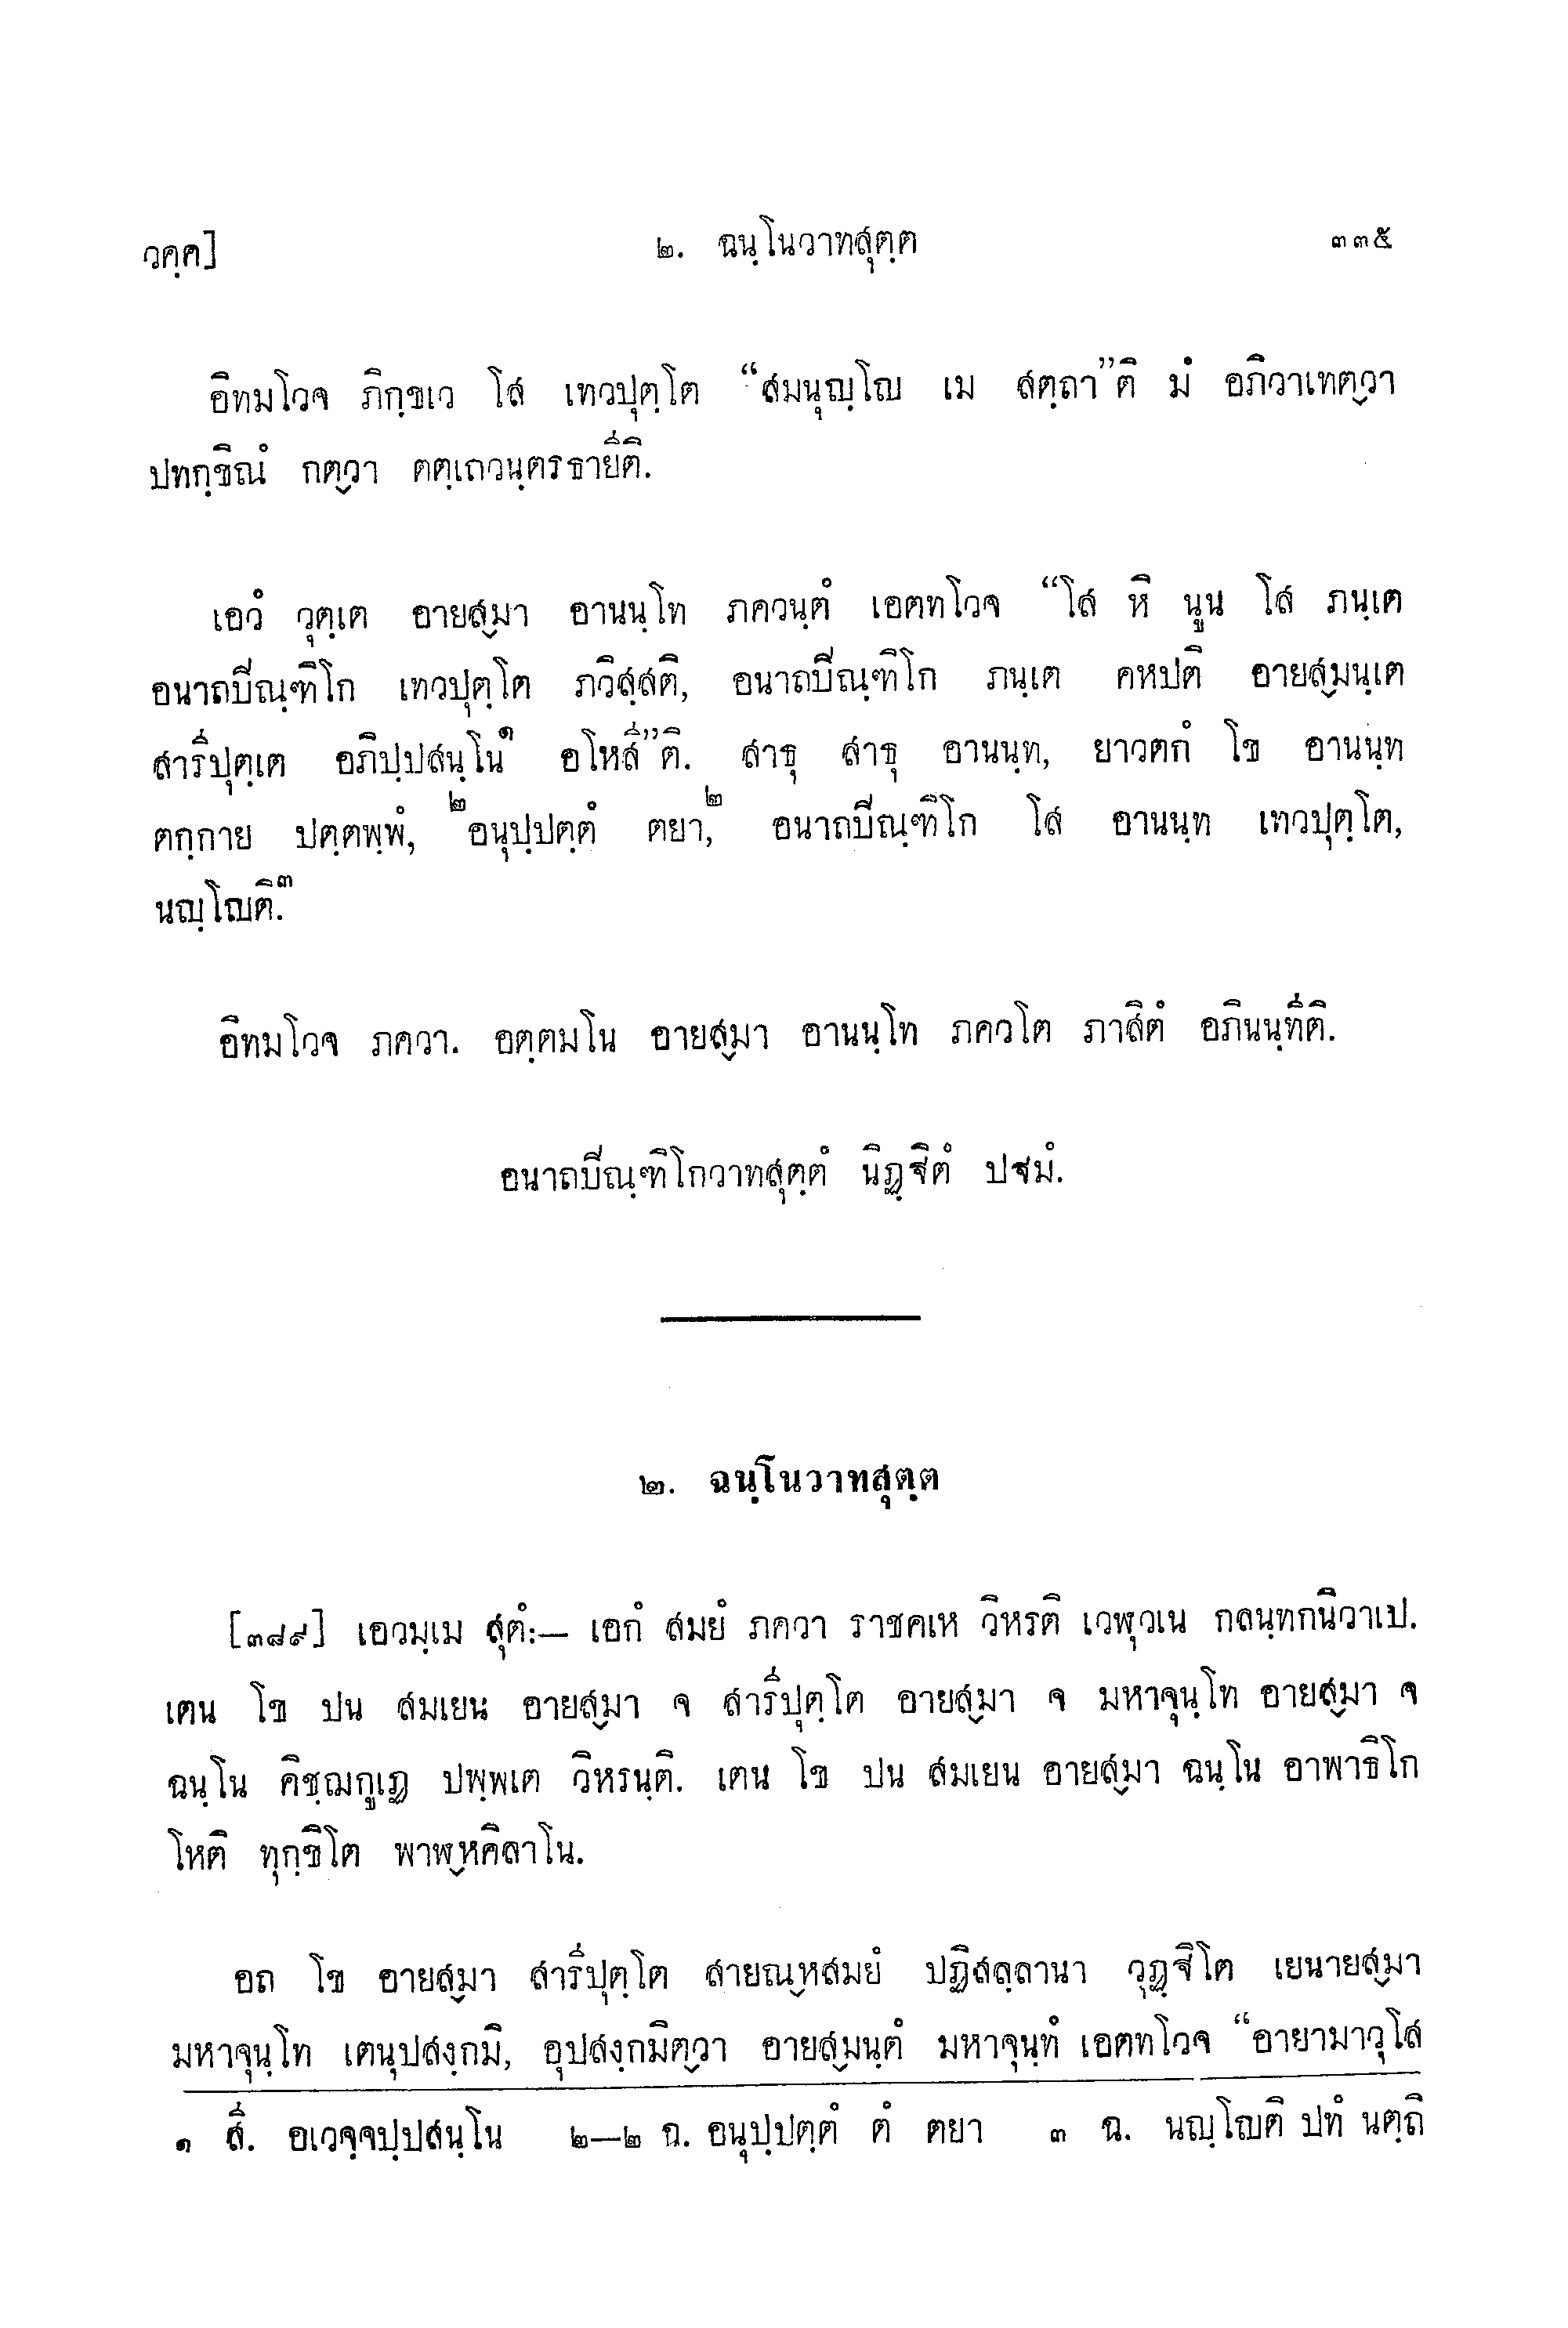 วคฺค]
๒. ฉนฺโนวาทสุตฺต
๓๓๕
อิทมโวจ ภิกฺขเว โส เทวปุตฺโต “สมนุญฺโญ เม สตฺถา”ติ มํ อภิวาเทตฺวา
ปทกฺขิณํ กตฺวา ตตฺเถวนฺตรธายีติ.
เอวํ วุตฺเต อายสฺมา อานนฺโท ภควนฺตํ เอตทโวจ “โส หิ นูน โส ภนฺเต
อนาถปิณฺฑิโก เทวปุตฺโต ภวิสฺสติ, อนาถปิณฺฑิโก ภนฺเต คหปติ อายสฺมนฺเต
สารีปุตฺเต อภิปฺปสนฺโน๑ อโหสี”ติ. สาธุ สาธุ อานนฺท, ยาวตกํ โข อานนฺท
ตกฺกาย ปตฺตพฺพํ, ๒อนุปฺปตฺตํ ตยา,๒ อนาถปิณฺฑิโก โส อานนฺท เทวปุตฺโต,
นญฺโญติ.๓
อิทมโวจ ภควา. อตฺตมโน อายสฺมา อานนฺโท ภควโต ภาสิตํ อภินนฺทีติ.
อนาถปิณฺฑิโกวาทสุตฺตํ นิฏฺฐิตํ ปฐมํ.
๒. ฉนฺโนวาทสุตฺต
[๓๘๙] เอวมฺเม สุตํ:— เอกํ สมยํ ภควา ราชคเห วิหรติ เวฬุวเน กลนฺทกนิวาเป.
เตน โข ปน สมเยน อายสฺมา จ สารีปุตฺโต อายสฺมา จ มหาจุนฺโท อายสฺมา จ
ฉนฺโน คิชฺฌกูเฏ ปพฺพเต วิหรนฺติ. เตน โข ปน สมเยน อายสฺมา ฉนฺโน อาพาธิโก
โหติ ทุกฺขิโต พาฬฺหคิลาโน.
อถ โข อายสฺมา สารีปุตฺโต สายณฺหสมยํ ปฏิสลฺลานา วุฏฺฐิโต เยนายสฺมา
มหาจุนฺโท เตนุปสงฺกมิ, อุปสงฺกมิตฺวา อายสฺมนฺตํ มหาจุนฺทํ เอตทโวจ “อายามาวุโส
๑ สี. อเวจฺจปฺปสนฺโน ๒—๒ ฉ. อนุปฺปตฺตํ ตํ ตยา ๓ ฉ. นญฺโญติ ปทํ นตฺถิ